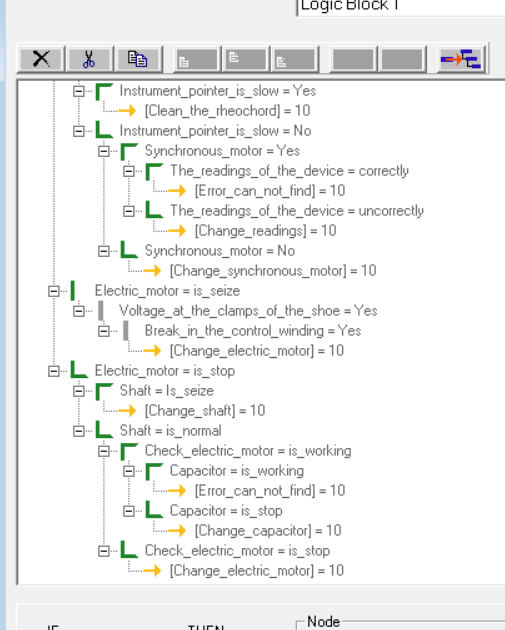 Logic Block 1
Instrument_pointer_is_slow = Yes
[Clean_the_rheochord] = 10
Instrument_pointer_is_slow = No
Synchronous_motor = Yes
The_readings_of_the_device = correctly
[Error_can_not_find] = 10
The_readings_of_the_device = uncorrectly
[Change_readings] = 10
Synchronous_motor = No
[Change_synchronous_motor] = 10
Electric_motor = is_seize
Voltage_at_the_clamps_of_the_shoe = Yes
Break_in_the_control_winding = Yes
[Change_electric_motor] = 10
Electric_motor = is_stop
Shaft = Is_seize
[Change_shaft] = 10
Shaft = is_normal
Check_electric_motor = is_working
Capacitor = is_working
[Error_can_not_find] = 10
Capacitor = is_stop
[Change_capacitor] = 10
Check_electric_motor = is_stop
[Change_electric_motor] = 10
Node
IF THEN